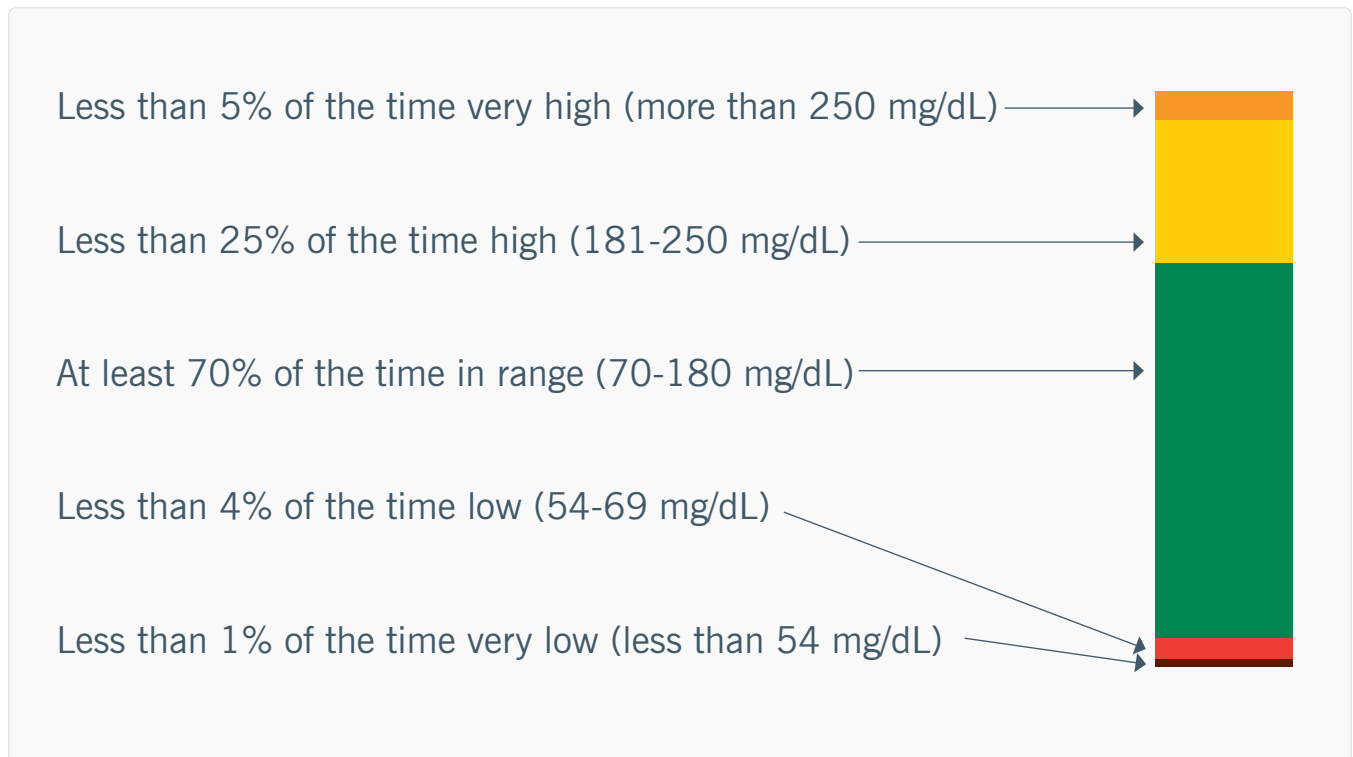 Less than 5% of the time very high (more than 250 mg/dL)
Less than 25% of the time high (181-250 mg/dL)
At least 70% of the time in range (70-180 mg/dL)
Less than 4% of the time low (54-69 mg/dL)
Less than 1% of the time very low (less than 54 mg/dL)